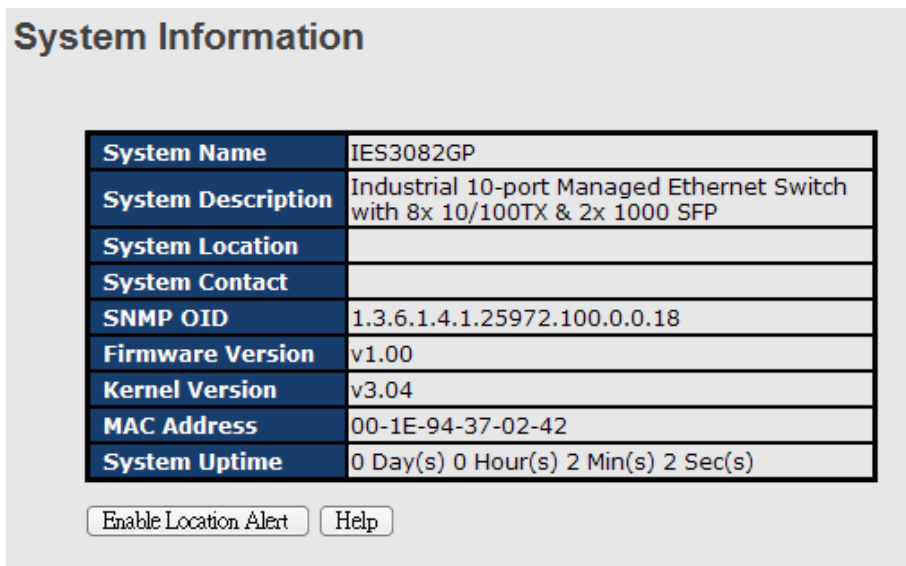 System Information
System Name IES3082GP
System Description Industrial 10-port Managed Ethernet Switch
with 8x 10/100TX & 2x 1000 SFP
System Location
System Contact
SNMP OID 1.3.6.1.4.1.25972.100.0.0.18
Firmware Version v1.00
Kernel Version v3.04
MAC Address 00-1E-94-37-02-42
System Uptime 0 Day(s) 0 Hour(s) 2 Min(s) 2 Sec(s)
Enable Location Alert Help